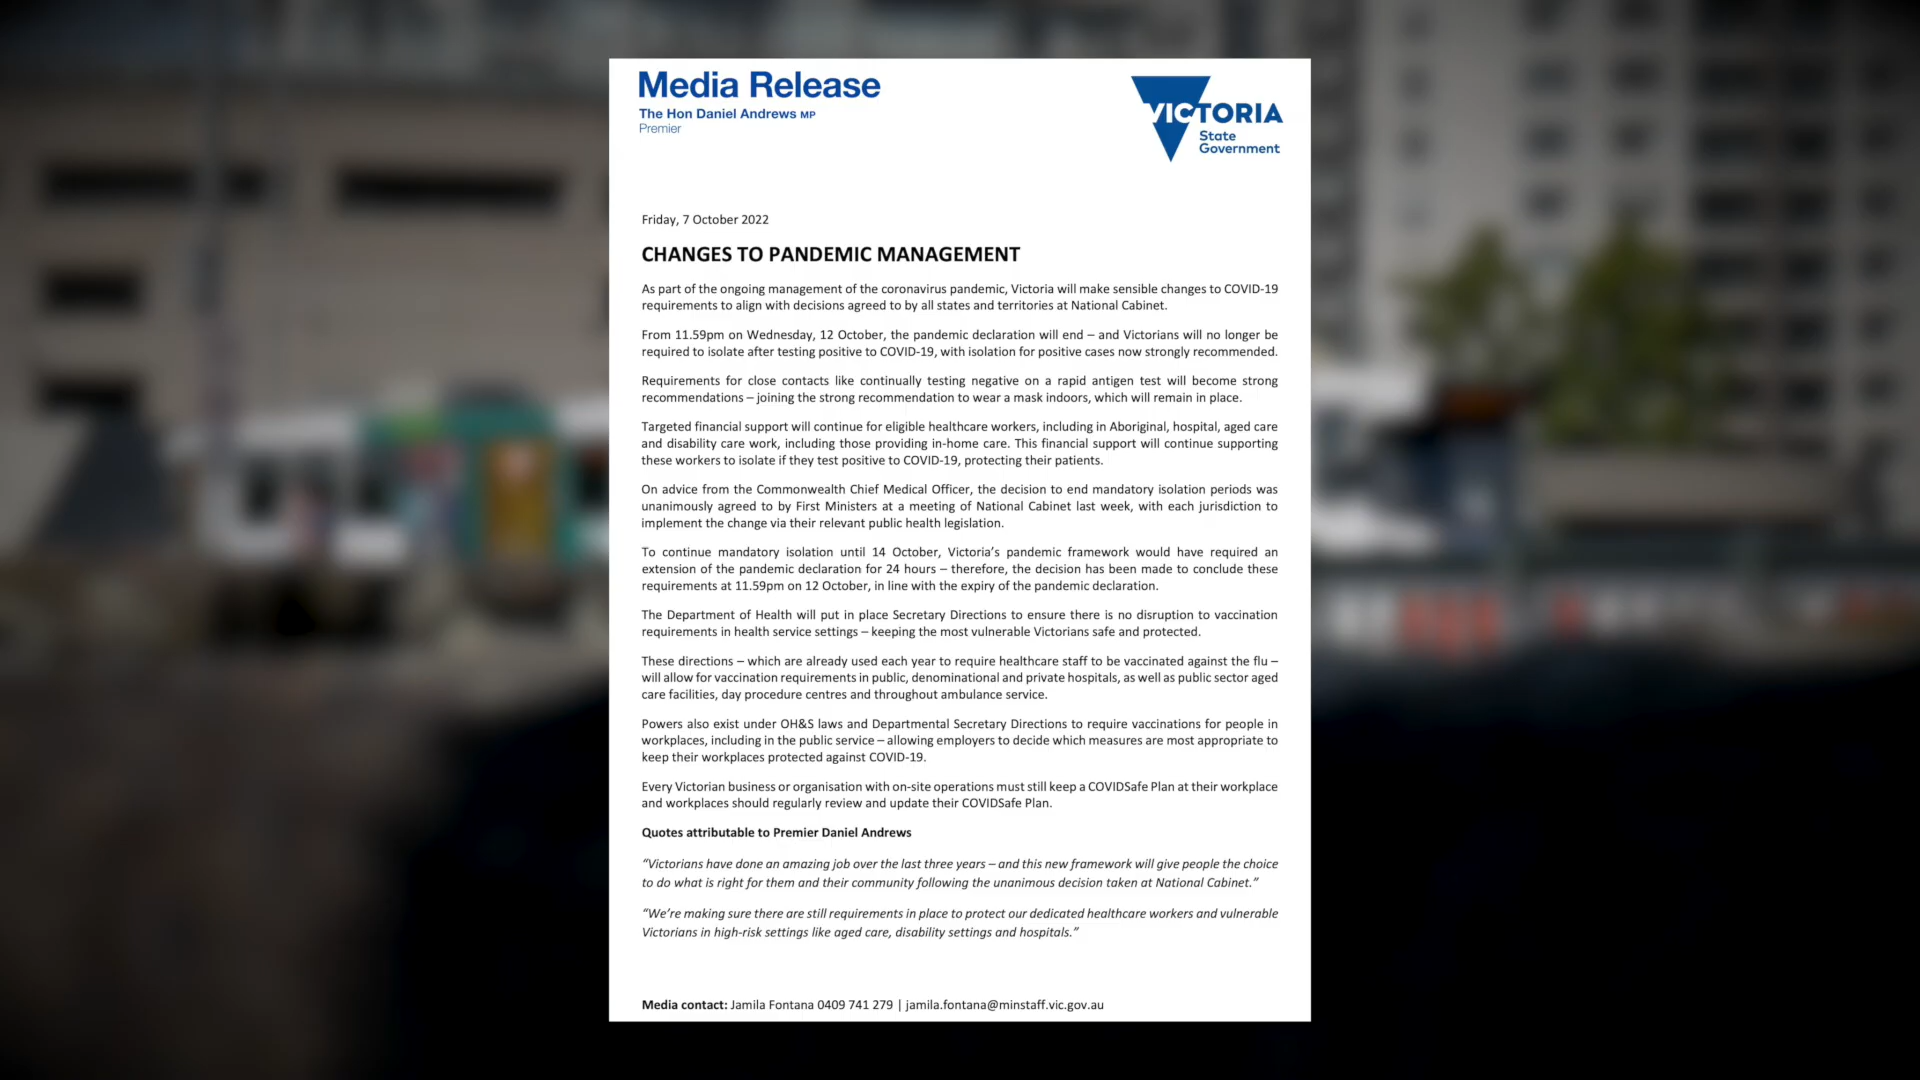 Media Release
The Hon Daniel Andrews MP
Premier
VICTORIA
State
Government
Friday, 7 October 2022
CHANGES TO PANDEMIC MANAGEMENT
As part of the ongoing management of the coronavirus pandemic, Victoria will make sensible changes to COVID-19
requirements to align with decisions agreed to by all states and territories at National Cabinet.
From 11.59pm on Wednesday, 12 October, the pandemic declaration will end – and Victorians will no longer be
required to isolate after testing positive to COVID-19, with isolation for positive cases now strongly recommended.
Requirements for close contacts like continually testing negative on a rapid antigen test will become strong
recommendations – joining the strong recommendation to wear a mask indoors, which will remain in place.
Targeted financial support will continue for eligible healthcare workers, including in Aboriginal, hospital, aged care
and disability care work, including those providing in-home care. This financial support will continue supporting
these workers to isolate if they test positive to COVID-19, protecting their patients.
On advice from the Commonwealth Chief Medical Officer, the decision to end mandatory isolation periods was
unanimously agreed to by First Ministers at a meeting of National Cabinet last week, with each jurisdiction to
implement the change via their relevant public health legislation.
To continue mandatory isolation until 14 October, Victoria’s pandemic framework would have required an
extension of the pandemic declaration for 24 hours – therefore, the decision has been made to conclude these
requirements at 11.59pm on 12 October, in line with the expiry of the pandemic declaration.
The Department of Health will put in place Secretary Directions to ensure there is no disruption to vaccination
requirements in health service settings – keeping the most vulnerable Victorians safe and protected.
These directions – which are already used each year to require healthcare staff to be vaccinated against the flu –
will allow for vaccination requirements in public, denominational and private hospitals, as well as public sector aged
care facilities, day procedure centres and throughout ambulance service.
Powers also exist under OH&S laws and Departmental Secretary Directions to require vaccinations for people in
workplaces, including in the public service – allowing employers to decide which measures are most appropriate to
keep their workplaces protected against COVID-19.
Every Victorian business or organisation with on-site operations must still keep a COVIDSafe Plan at their workplace
and workplaces should regularly review and update their COVIDSafe Plan.
Quotes attributable to Premier Daniel Andrews
“Victorians have done an amazing job over the last three years – and this new framework will give people the choice
to do what is right for them and their community following the unanimous decision taken at National Cabinet.”
“We’re making sure there are still requirements in place to protect our dedicated healthcare workers and vulnerable
Victorians in high-risk settings like aged care, disability settings and hospitals.”
Media contact: Jamila Fontana 0409 741 279 | jamila.fontana@minstaff.vic.gov.au